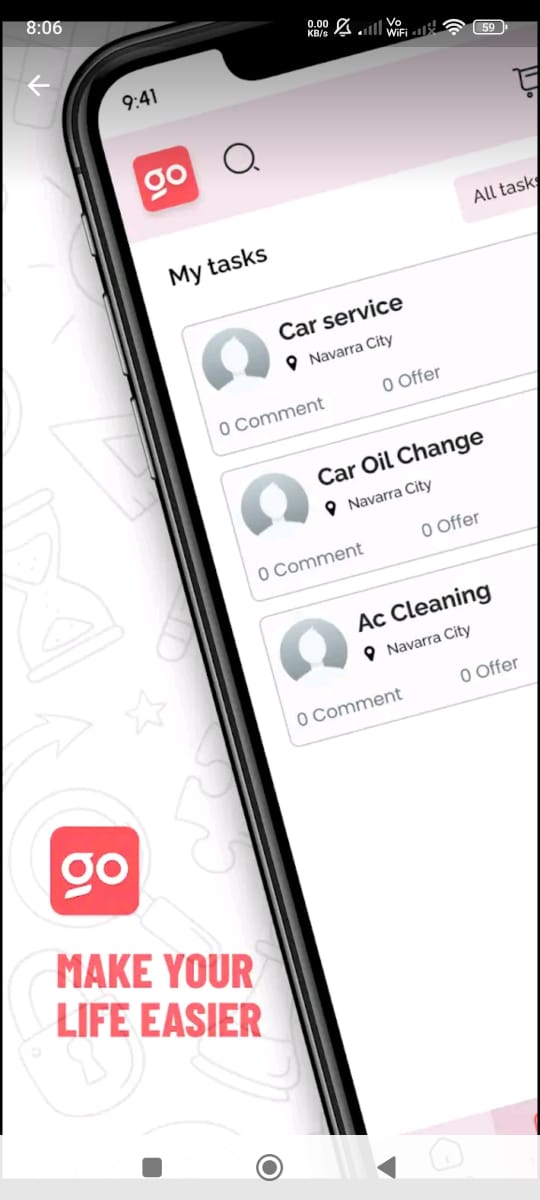 8:06
0.00
KB/s
Vo
WiFi
59
9:41
go
All tasks
My tasks
Car service
Navarra City
0 Comment
0 Offer
Car Oil Change
Navarra City
0 Comment
0 Offer
Ac Cleaning
Navarra City
0 Comment
0 Offer
go
MAKE YOUR
LIFE EASIER